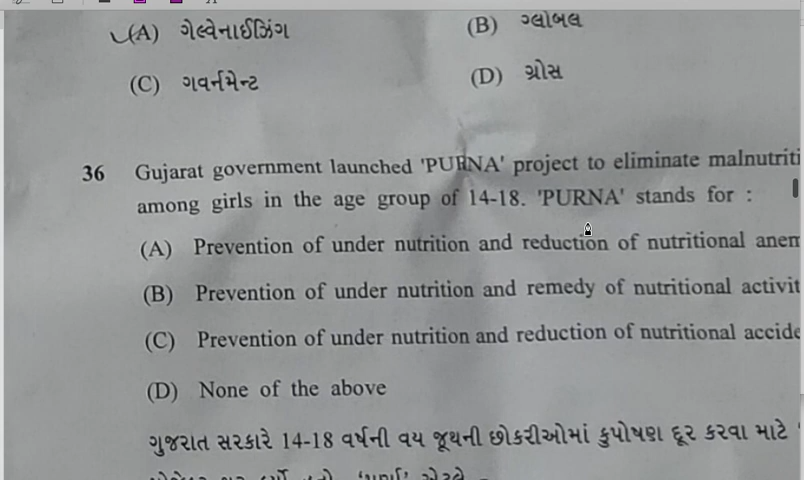 (A) ગેલ્વેનાઈઝિંગ (B) ગ્લોબલ
(C) ગવર્નમેન્ટ (D) ગ્રોસ
36 Gujarat government launched 'PURNA' project to eliminate malnutriti
among girls in the age group of 14-18. 'PURNA' stands for :
(A) Prevention of under nutrition and reduction of nutritional anem
(B) Prevention of under nutrition and remedy of nutritional activit
(C) Prevention of under nutrition and reduction of nutritional accide
(D) None of the above
ગુજરાત સરકારે 14-18 વર્ષની વય જૂથની છોકરીઓમાં કુપોષણ દૂર કરવા માટે